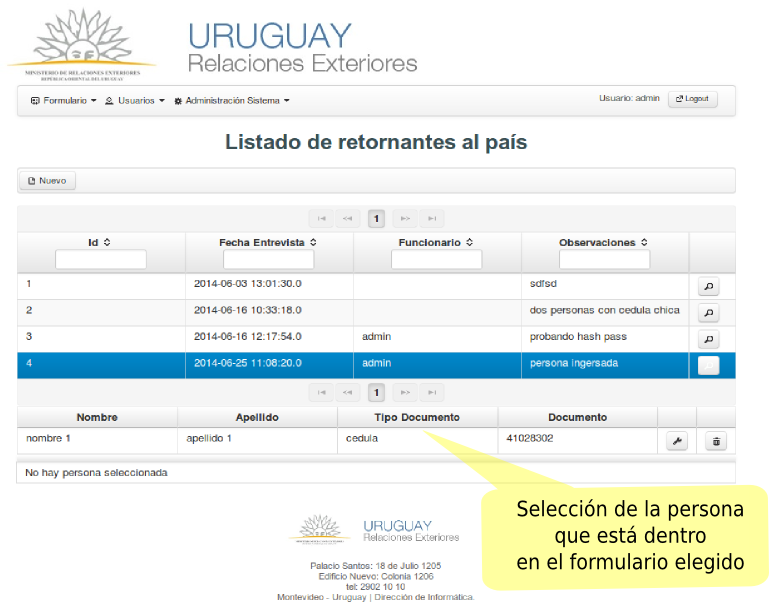 MINISTERIO DE RELACIONES EXTERIORES
REPÚBLICA ORIENTAL DEL URUGUAY
URUGUAY
Relaciones Exteriores
Formulario Usuarios Administración Sistema Usuario: admin Logout
Listado de retornantes al país
Nuevo
1
Id Fecha Entrevista Funcionario Observaciones
1 2014-06-03 13:01:30.0 sdfsd
2 2014-06-16 10:33:18.0 dos personas con cedula chica
3 2014-06-16 12:17:54.0 admin probando hash pass
4 2014-06-25 11:08:20.0 admin persona ingersada
1
Nombre Apellido Tipo Documento Documento
nombre 1 apellido 1 cedula 41028302
No hay persona seleccionada
Selección de la persona
que está dentro
en el formulario elegido
URUGUAY
Relaciones Exteriores
Palacio Santos: 18 de Julio 1205
Edificio Nuevo: Colonia 1206
tel: 2902 10 10
Montevideo - Uruguay | Dirección de Informática.